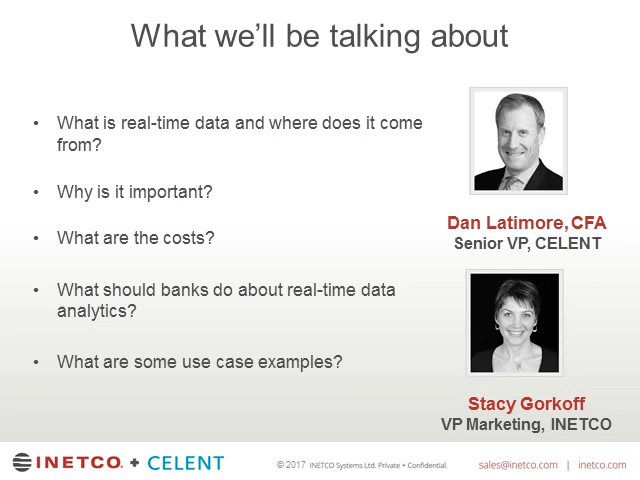 What we’ll be talking about
• What is real-time data and where does it come
from?
• Why is it important?
• What are the costs?
• What should banks do about real-time data
analytics?
• What are some use case examples?
Dan Latimore, CFA
Senior VP, CELENT
Stacy Gorkoff
VP Marketing, INETCO
INETCO. + CELENT
© 2017 INETCO Systems Ltd. Private + Confidential.
sales@inetco.com | inetco.com